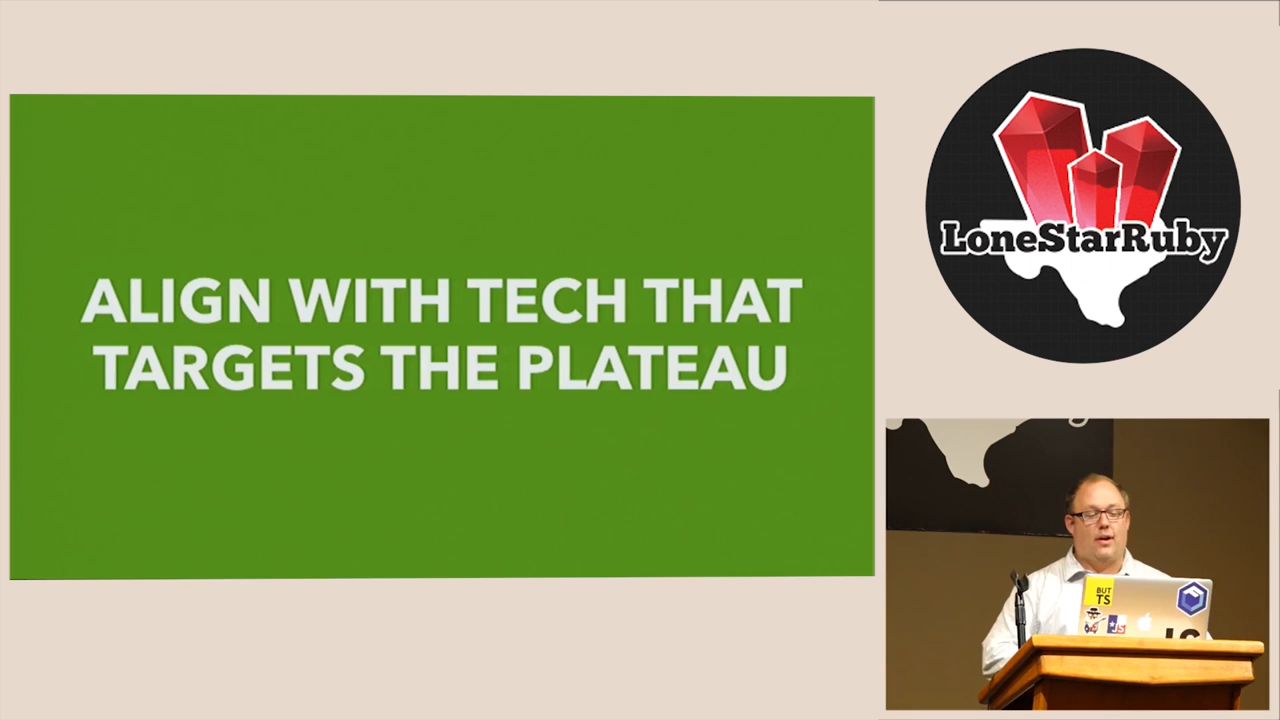 ALIGN WITH TECH THAT
TARGETS THE PLATEAU
LoneStarRuby
BUT
TS
JS